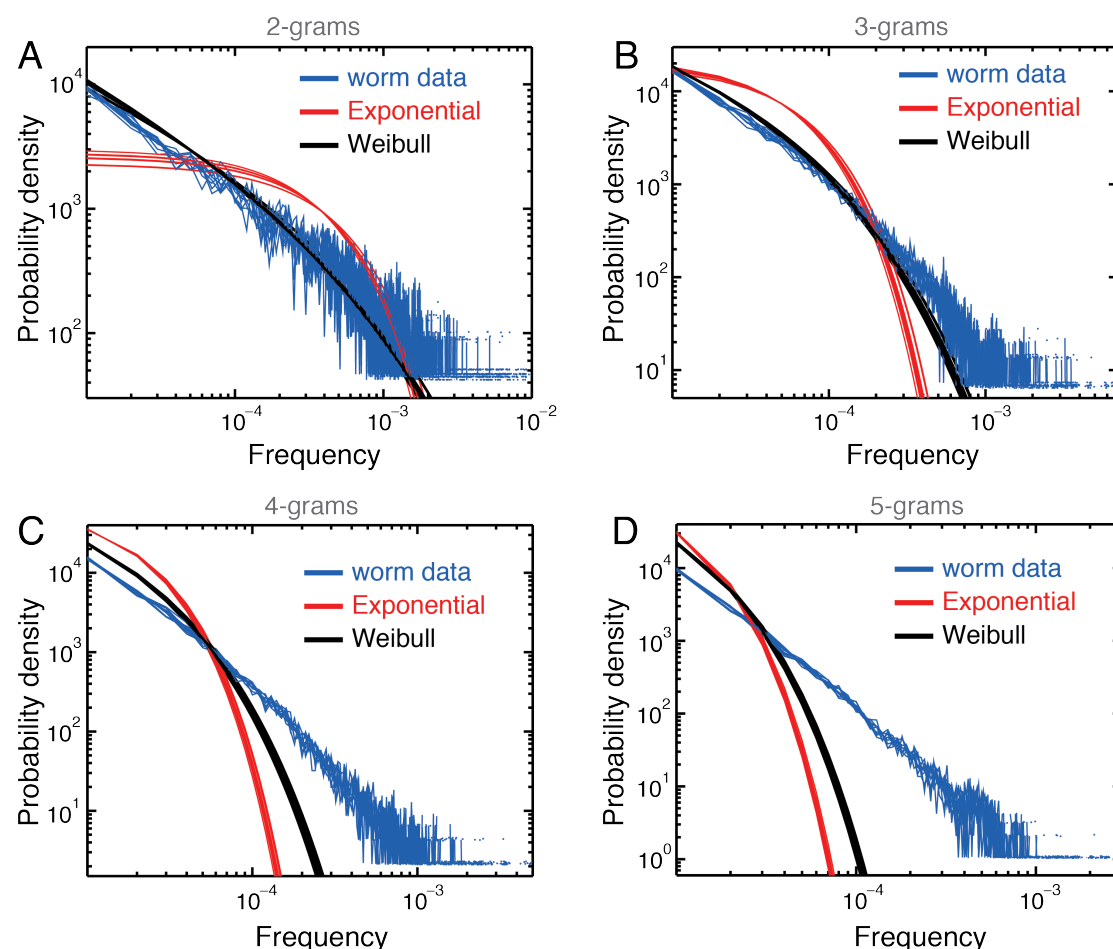 2-grams
A
worm data
Exponential
Weibull
10^4
10^3
10^2
10^−4
10^−3
10^−2
Probability density
Frequency
3-grams
B
worm data
Exponential
Weibull
10^4
10^3
10^2
10^1
10^−4
10^−3
Probability density
Frequency
4-grams
C
worm data
Exponential
Weibull
10^4
10^3
10^2
10^1
10^−4
10^−3
Probability density
Frequency
5-grams
D
worm data
Exponential
Weibull
10^4
10^3
10^2
10^1
10^0
10^−4
10^−3
Probability density
Frequency